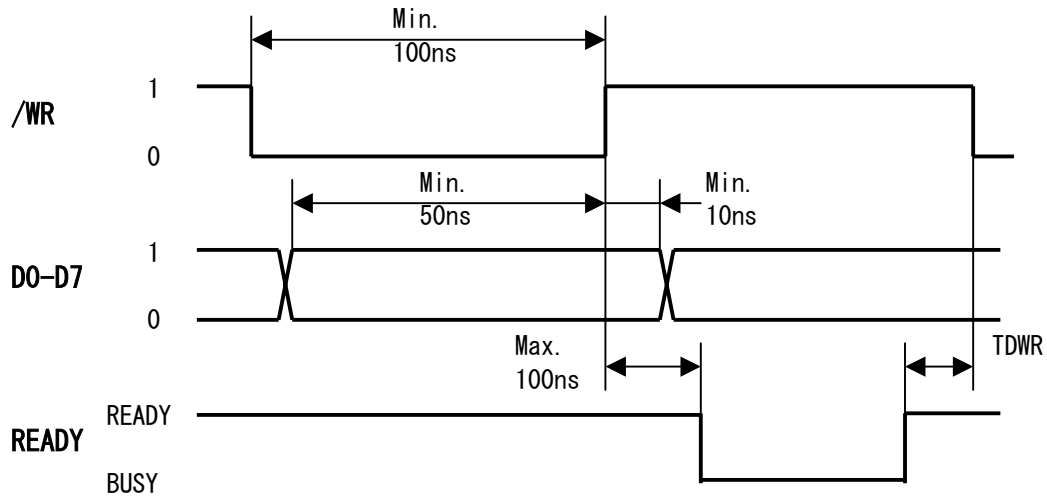 Min.
100ns
1
/WR
0
Min.
50ns
Min.
10ns
1
D0-D7
0
Max.
100ns
TDWR
READY
READY
BUSY